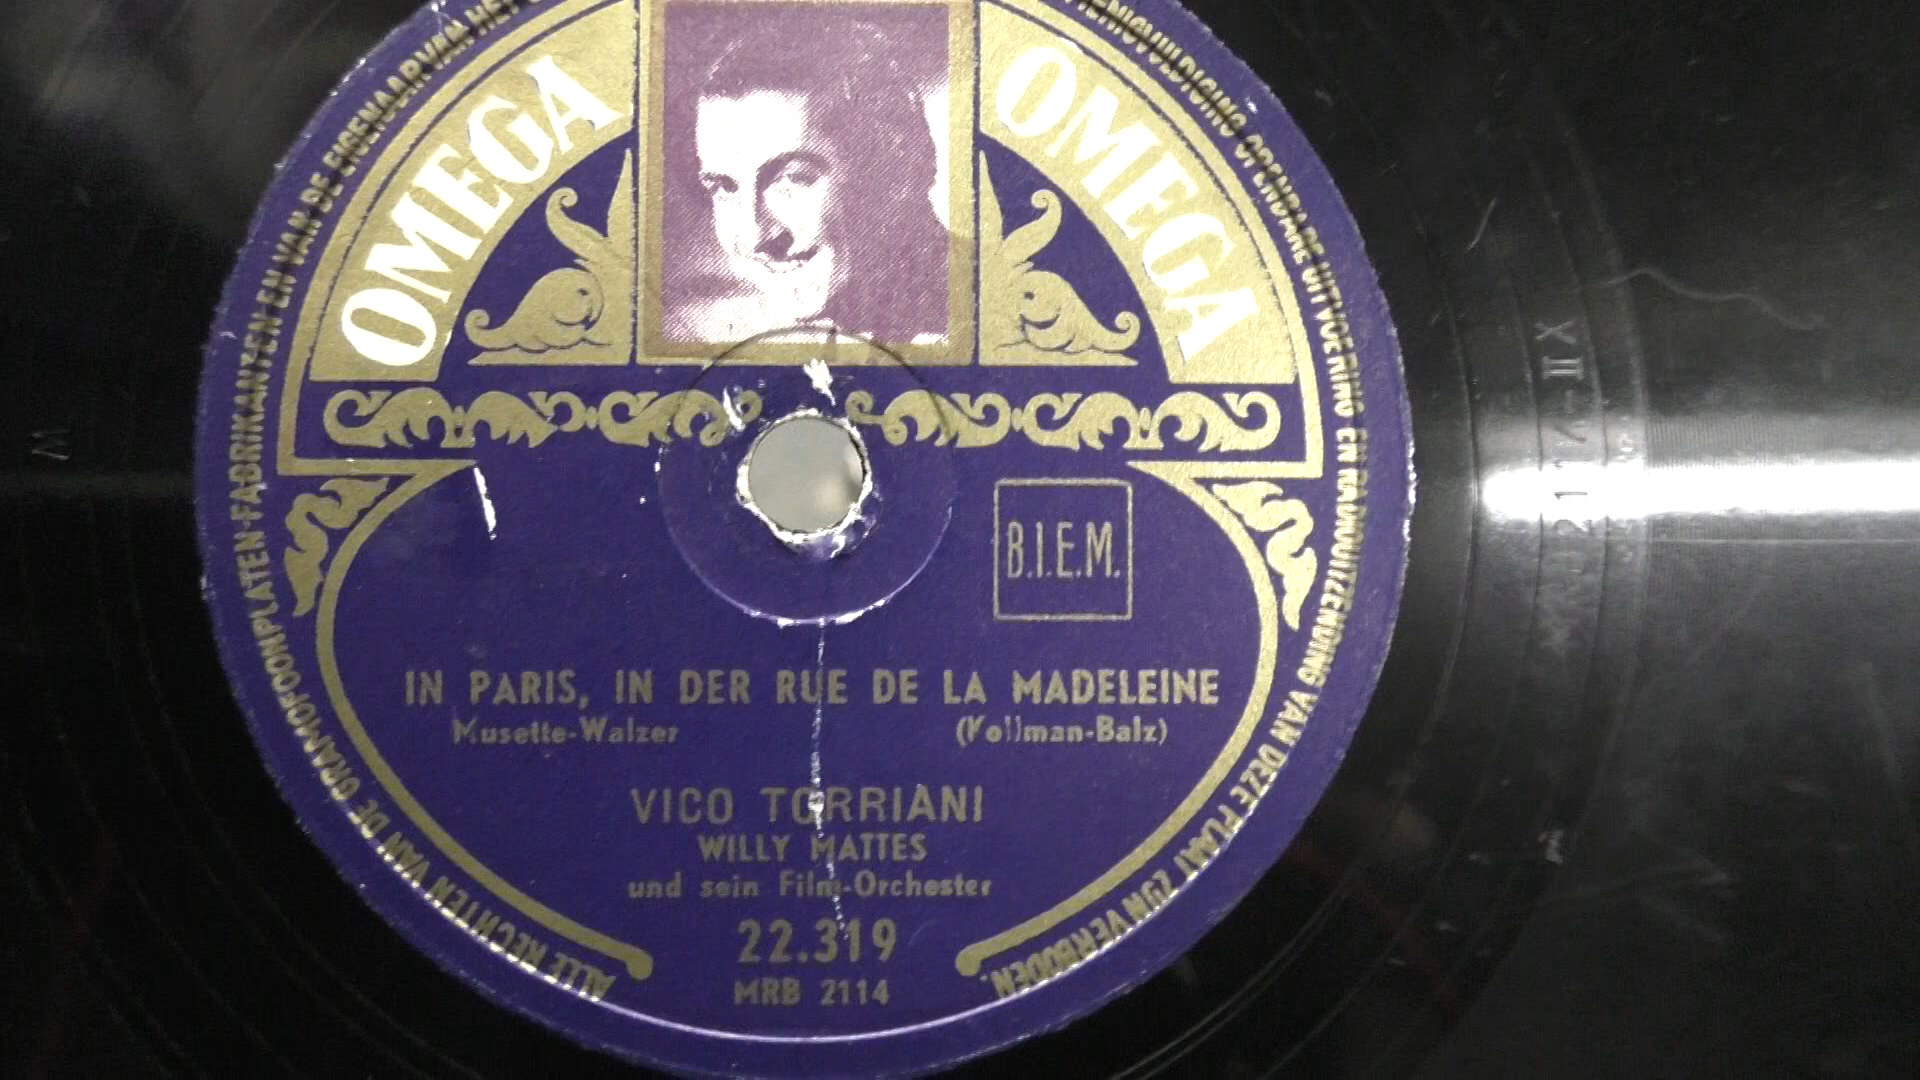 OMEGA
OMEGA
B.I.E.M.
IN PARIS, IN DER RUE DE LA MADELEINE
Musette-Walzer (Kollman-Balz)
VICO TORRIANI
WILLY MATTES
und sein Film-Orchester
22.319
MRB 2114
ALLE RECHTEN VAN DE GRAMOFOONPLATEN-FABRIKANTEN EN VAN DE EIGENAAR VAN HET
OPENBARE UITVOERING EN RADIOUITZENDING VAN DEZE PLAAT ZIJN VERBODEN.